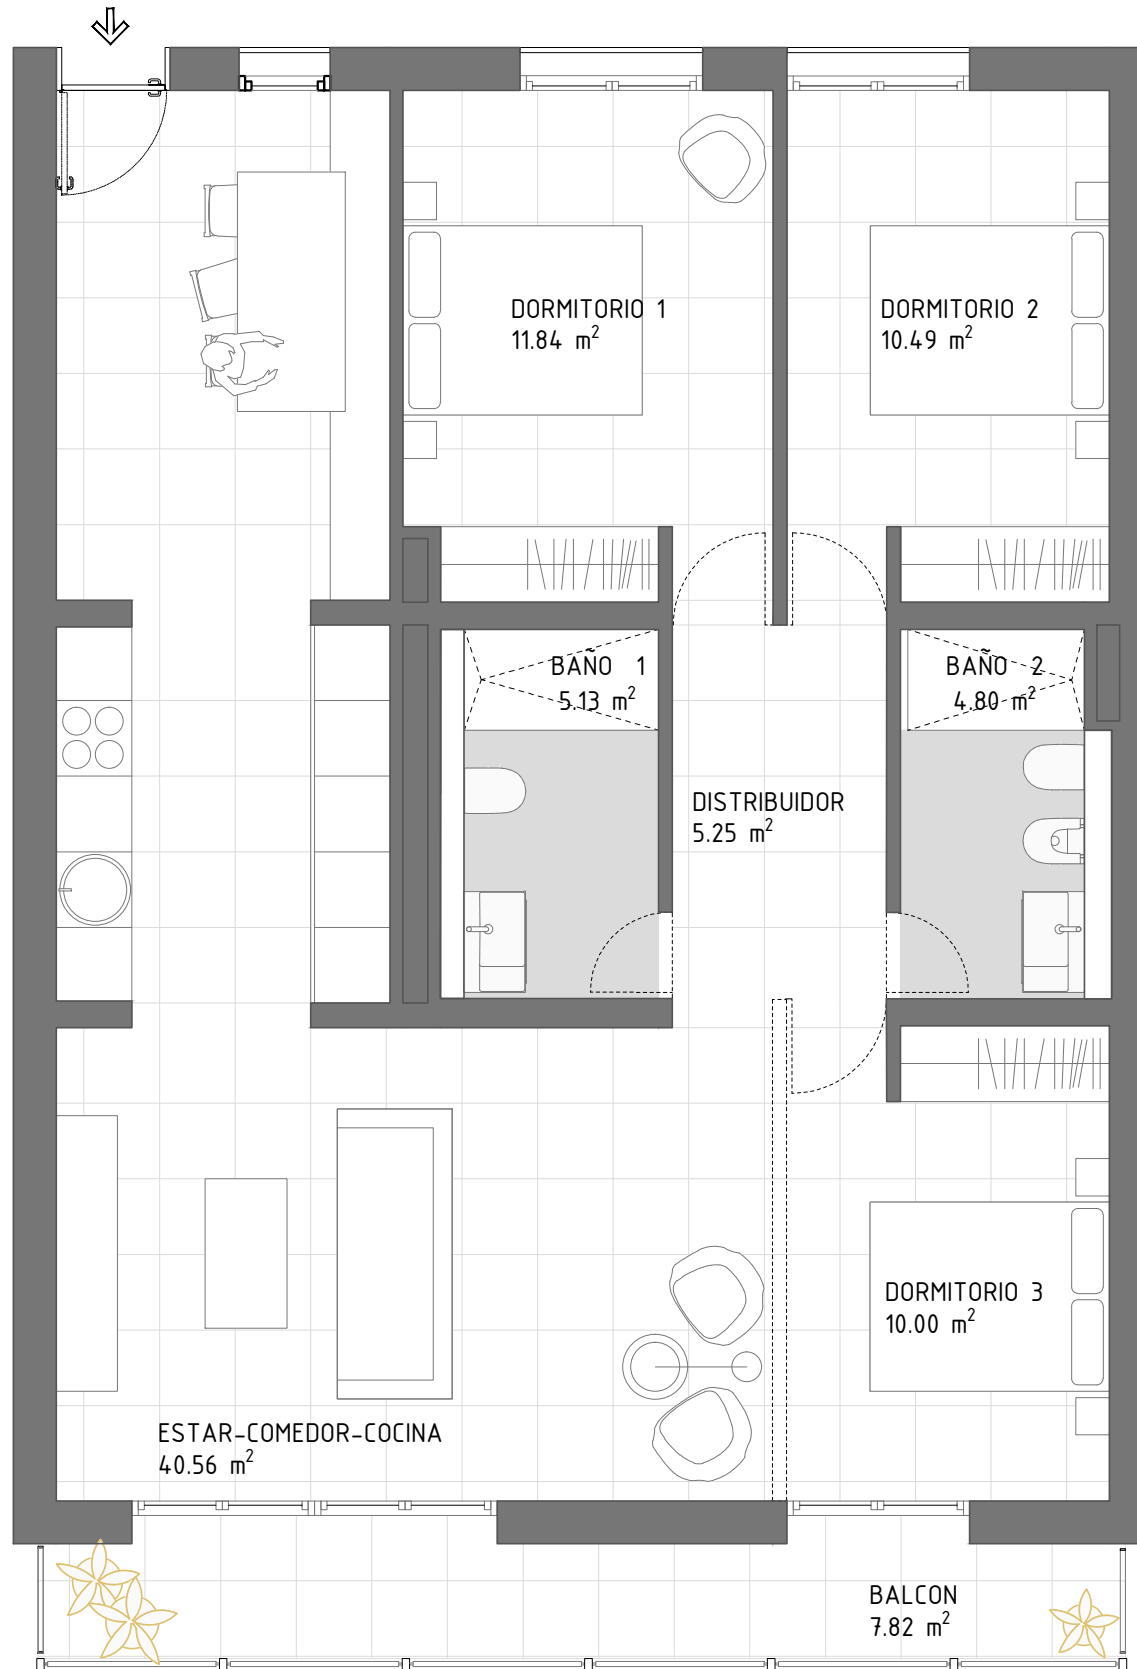 DORMITORIO 1
11.84 m²
DORMITORIO 2
10.49 m²
BAÑO 1
5.13 m²
BAÑO 2
4.80 m²
DISTRIBUIDOR
5.25 m²
DORMITORIO 3
10.00 m²
ESTAR-COMEDOR-COCINA
40.56 m²
BALCON
7.82 m²